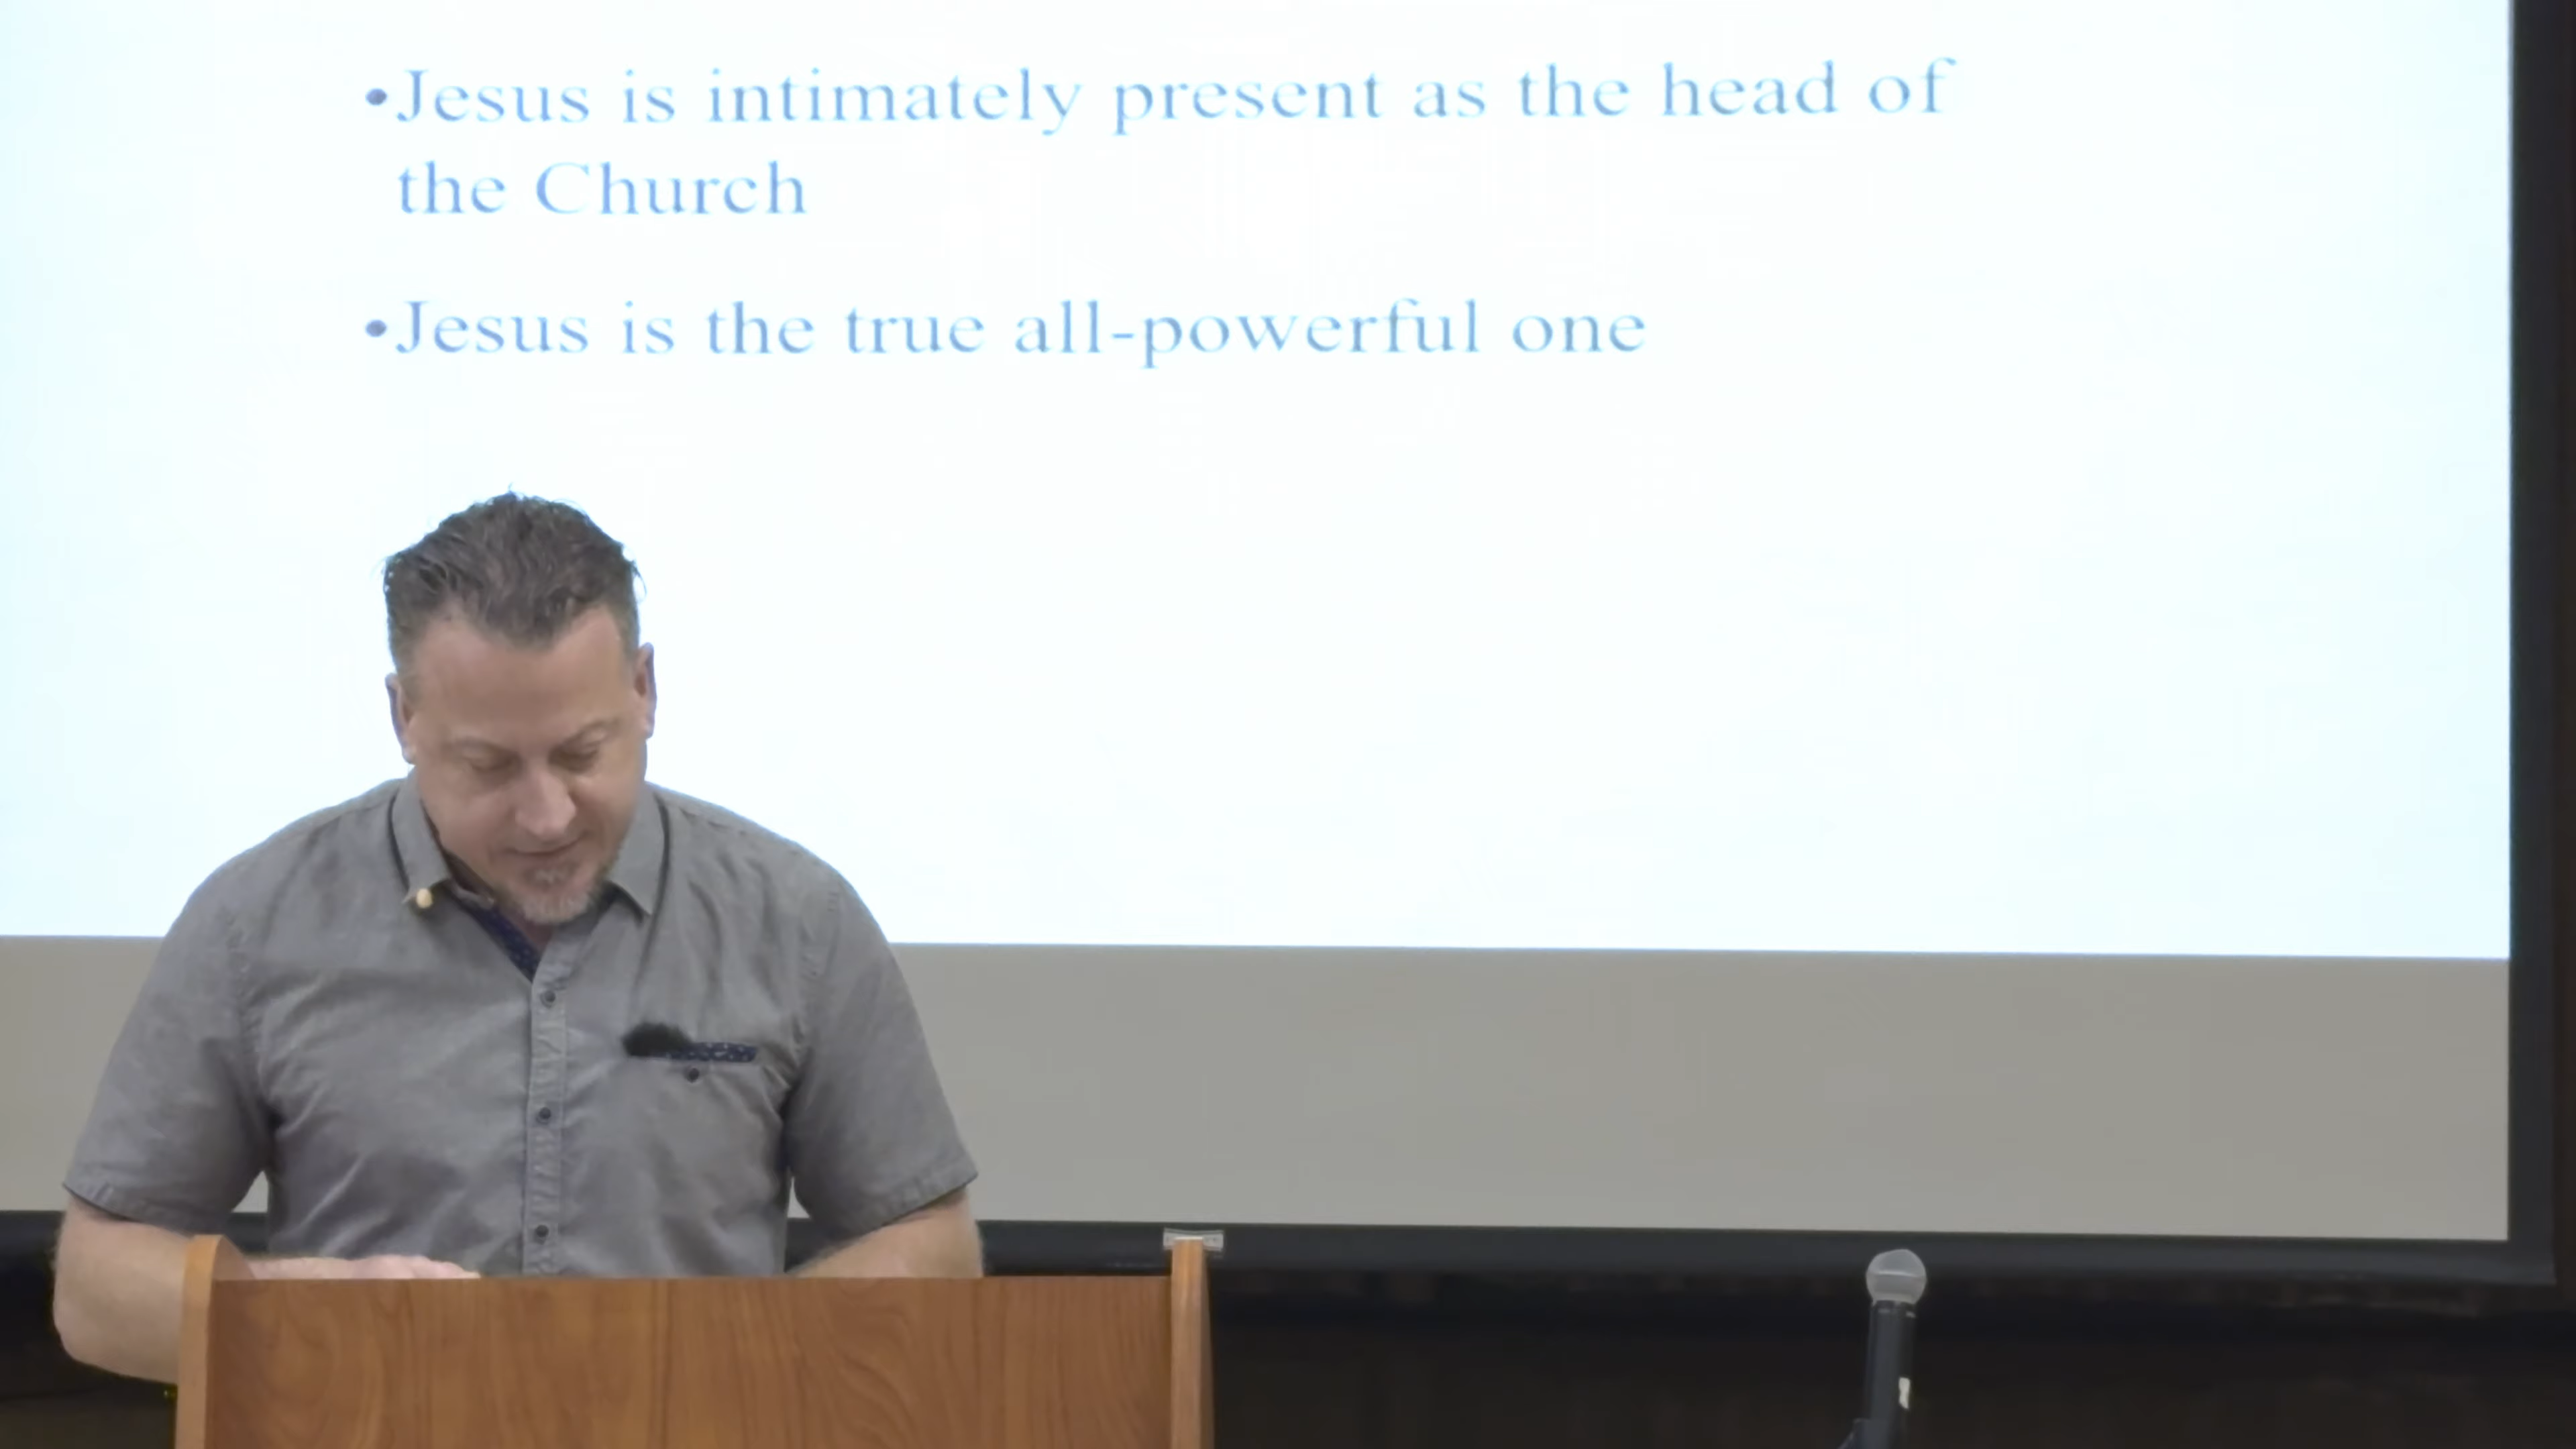 •Jesus is intimately present as the head of
the Church
•Jesus is the true all-powerful one